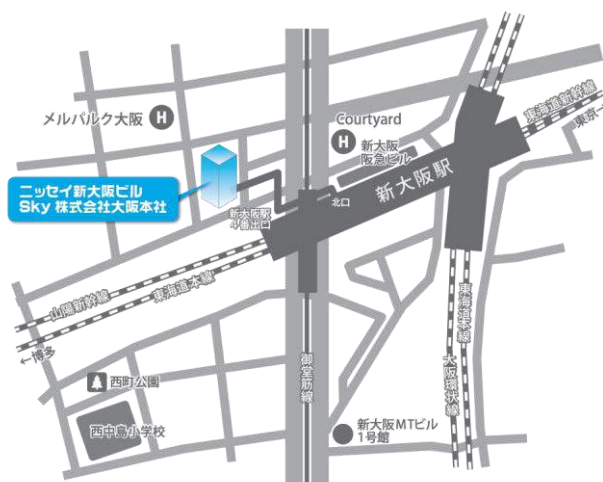 メルパルク大阪
H
Courtyard
H
新大阪
阪急ビル
東海道新幹線
東京→
ニッセイ新大阪ビル
Sky 株式会社大阪本社
新大阪駅
4番出口
北口
新大阪駅
山陽新幹線
東海道本線
←博多
西町公園
西中島小学校
御堂筋線
新大阪MTビル
1号館
東海道本線
大阪環状線